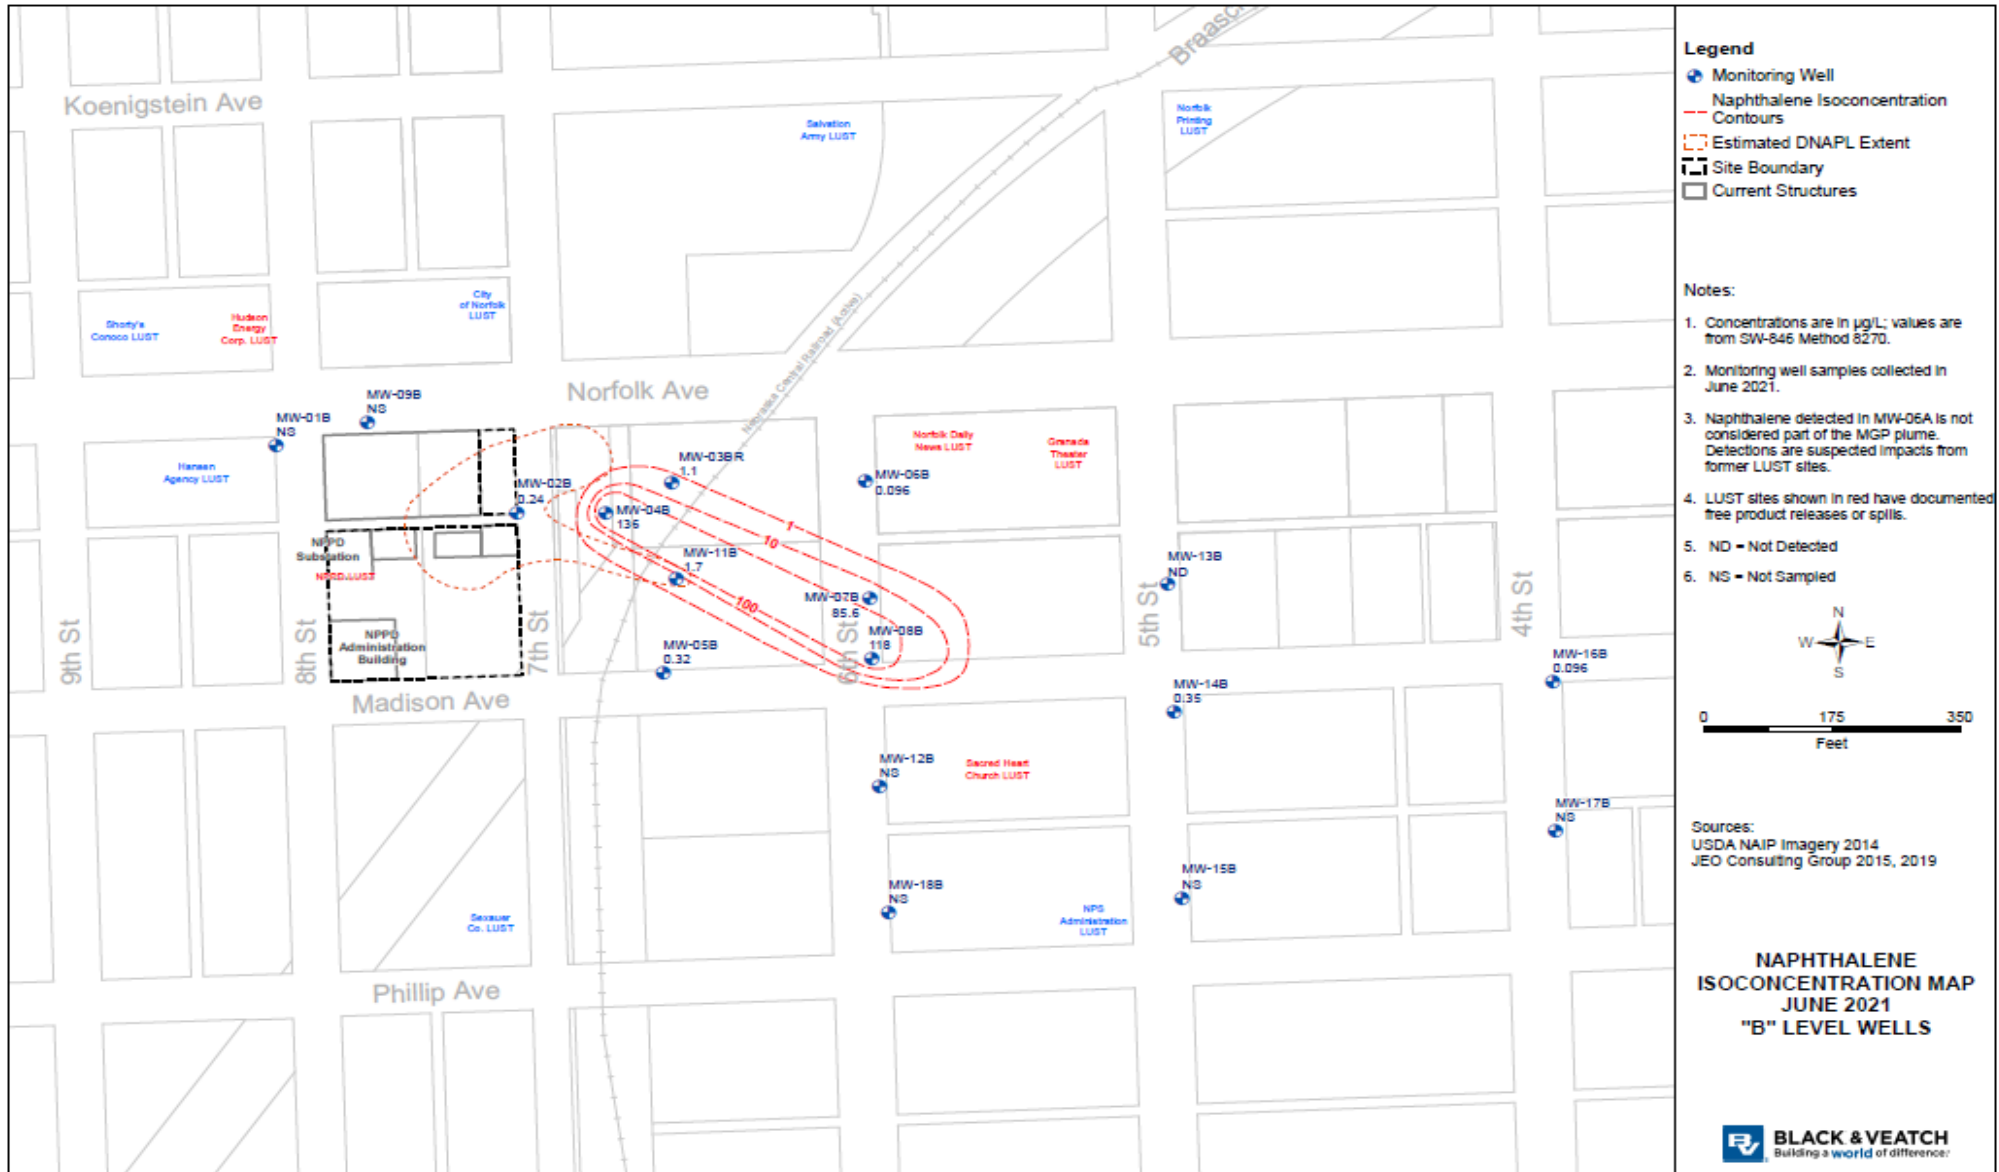 Koenigstein Ave
Braasch
Salvation
Army LUST
Norfolk
Printing
LUST
Shorty's
Conoco LUST
Hudson
Energy
Corp. LUST
City
of Norfolk
LUST
Nebraska Central Railroad (Active)
Norfolk Ave
MW-09B
NS
MW-01B
NS
Hansen
Agency LUST
MW-02B
0.24
MW-03BR
1.1
MW-04B
136
MW-11B
1.7
MW-06B
0.096
Norfolk Daily
News LUST
Granada
Theater
LUST
1
10
100
NPPD
Substation
NPPD LUST
NPPD
Administration
Building
MW-07B
85.6
MW-08B
118
MW-05B
0.32
MW-13B
ND
MW-14B
0.35
MW-16B
0.096
9th St
8th St
7th St
6th St
5th St
4th St
Madison Ave
MW-12B
NS
Sacred Heart
Church LUST
MW-17B
NS
MW-18B
NS
MW-15B
NS
NPS
Administration
LUST
Sexauer
Co. LUST
Phillip Ave
Legend
Monitoring Well
Naphthalene Isoconcentration
Contours
Estimated DNAPL Extent
Site Boundary
Current Structures
Notes:
1. Concentrations are in µg/L; values are
from SW-846 Method 8270.
2. Monitoring well samples collected in
June 2021.
3. Naphthalene detected in MW-06A is not
considered part of the MGP plume.
Detections are suspected impacts from
former LUST sites.
4. LUST sites shown in red have documented
free product releases or spills.
5. ND = Not Detected
6. NS = Not Sampled
N
W E
S
0 175 350
Feet
Sources:
USDA NAIP Imagery 2014
JEO Consulting Group 2015, 2019
NAPHTHALENE
ISOCONCENTRATION MAP
JUNE 2021
"B" LEVEL WELLS
BV
BLACK & VEATCH
Building a world of difference.